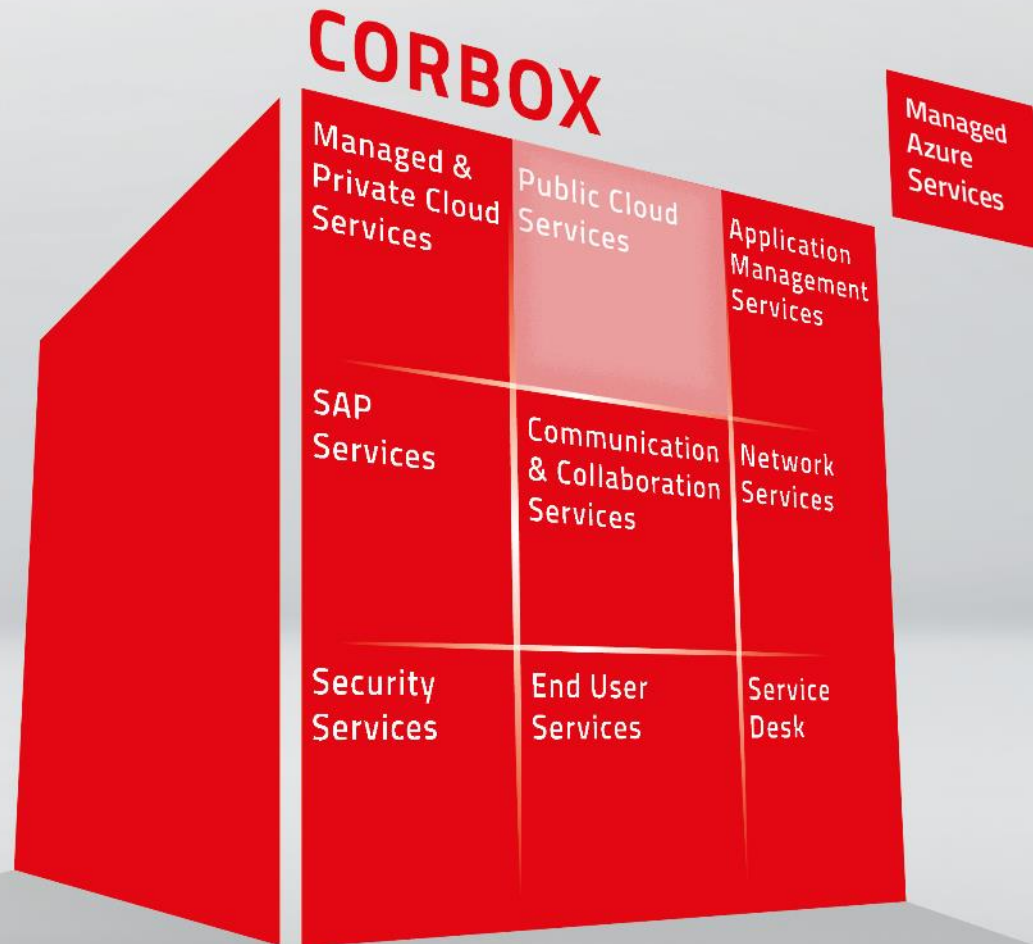 CORBOX
Managed &
Private Cloud
Services
Public Cloud
Services
Application
Management
Services
Managed
Azure
Services
SAP
Services
Communication
& Collaboration
Services
Network
Services
Security
Services
End User
Services
Service
Desk